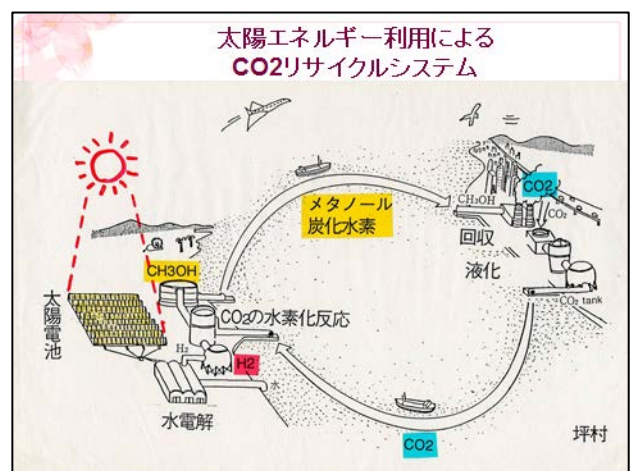 太陽エネルギー利用による
CO2リサイクルシステム
CO2
CH3OH
CO2
メタノール
炭化水素
回収
液化
CH3OH
CO2 tank
太陽電池
CO2の水素化反応
H2
H2
水
水電解
CO2
坪村